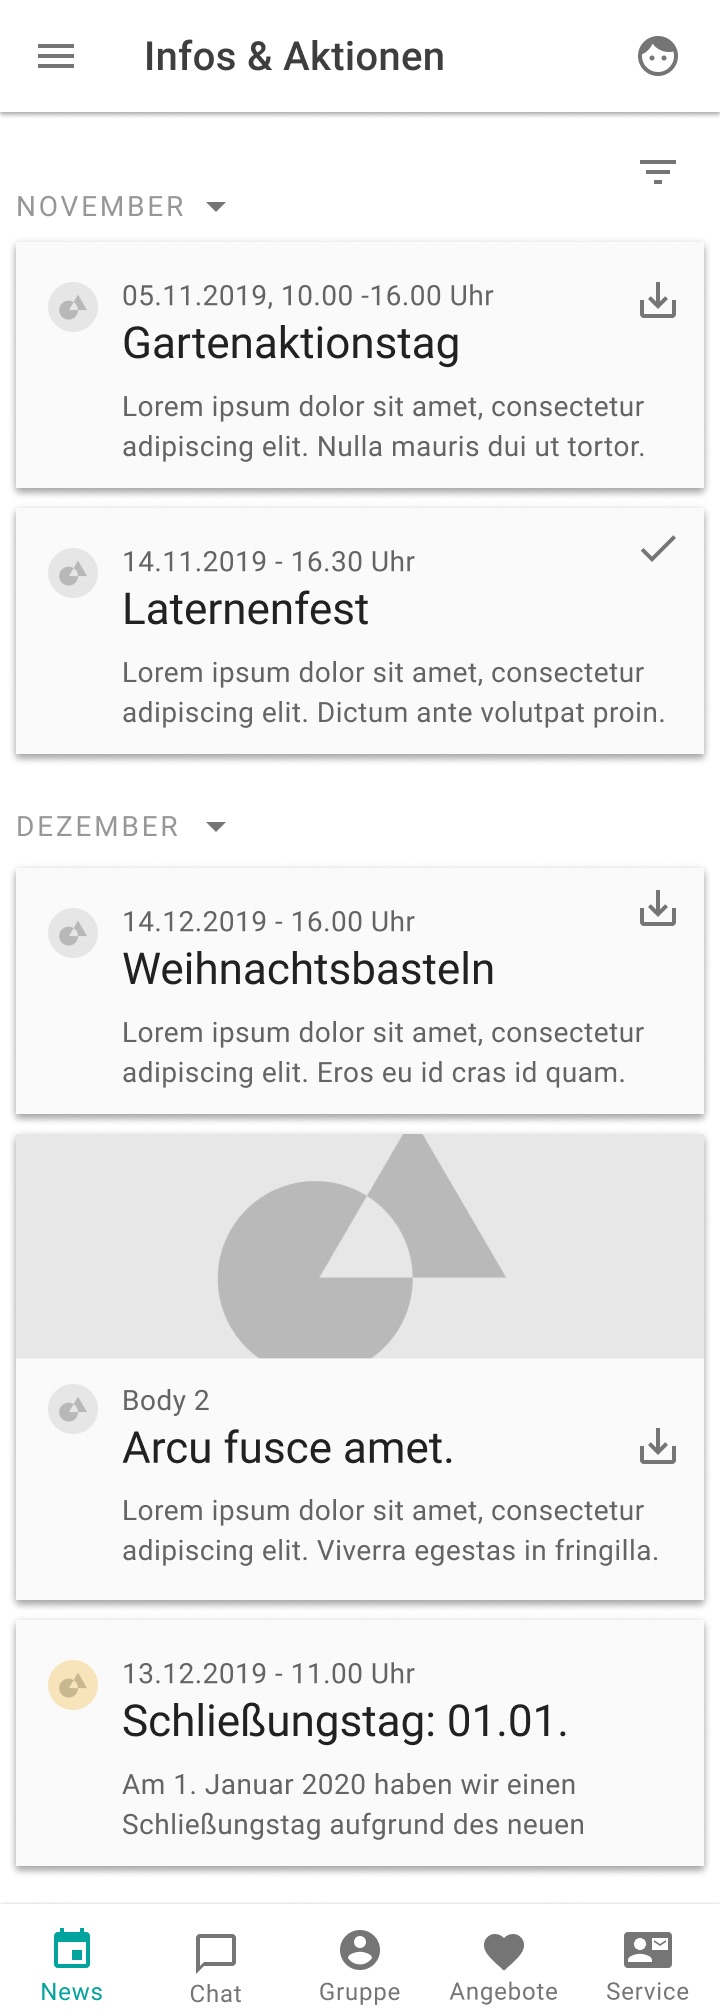 Infos & Aktionen
NOVEMBER
05.11.2019, 10.00 -16.00 Uhr
Gartenaktionstag
Lorem ipsum dolor sit amet, consectetur
adipiscing elit. Nulla mauris dui ut tortor.
14.11.2019 - 16.30 Uhr
Laternenfest
Lorem ipsum dolor sit amet, consectetur
adipiscing elit. Dictum ante volutpat proin.
DEZEMBER
14.12.2019 - 16.00 Uhr
Weihnachtsbasteln
Lorem ipsum dolor sit amet, consectetur
adipiscing elit. Eros eu id cras id quam.
Body 2
Arcu fusce amet.
Lorem ipsum dolor sit amet, consectetur
adipiscing elit. Viverra egestas in fringilla.
13.12.2019 - 11.00 Uhr
Schließungstag: 01.01.
Am 1. Januar 2020 haben wir einen
Schließungstag aufgrund des neuen
News
Chat
Gruppe
Angebote
Service